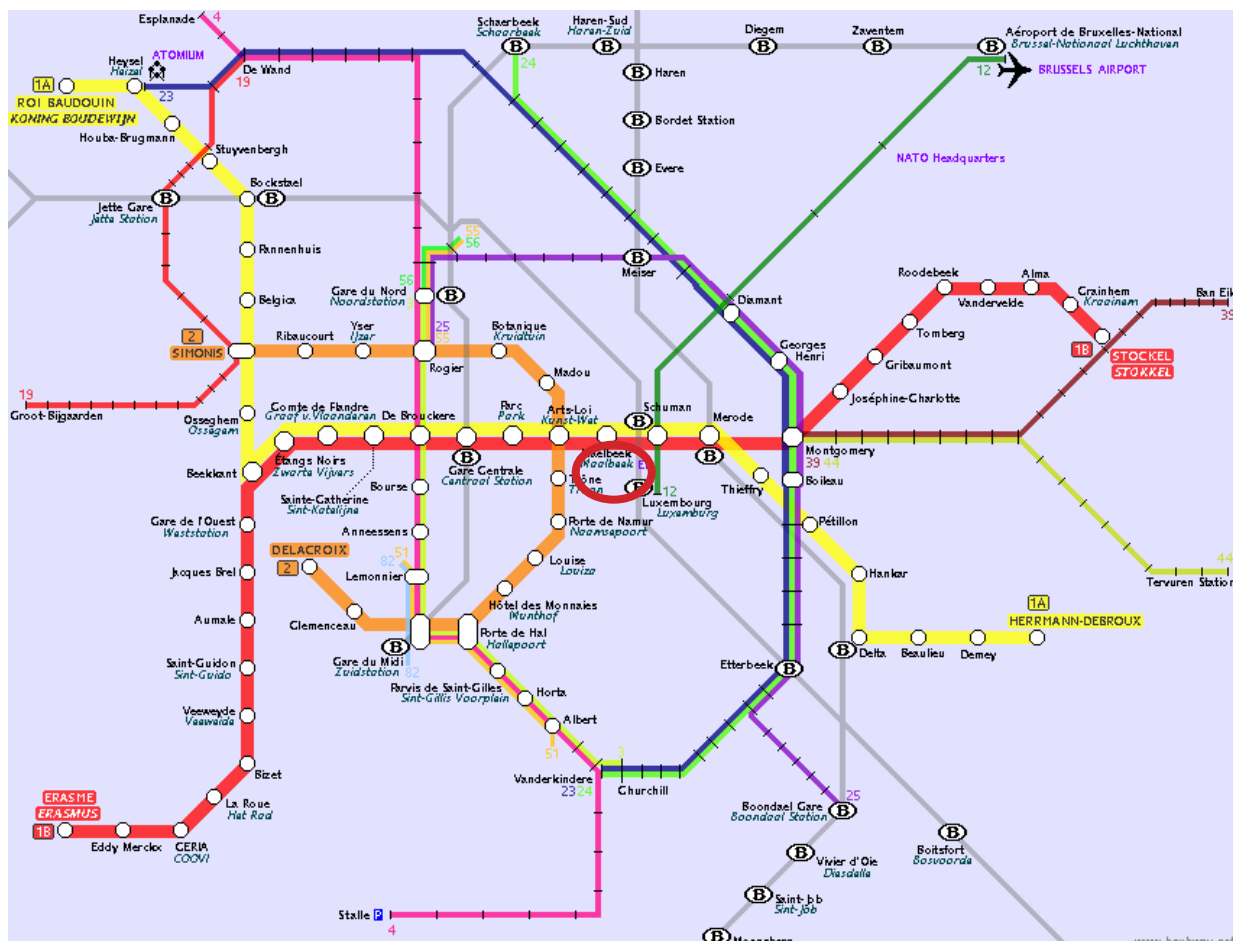 Esplanade
4
Schaerbeek
Schaarbeek
24
Haren-Sud
Haren-Zuid
Diegem
Zaventem
Aéroport de Bruxelles-National
Brussel-Nationaal Luchthaven
12
BRUSSELS AIRPORT
Heysel
Heizel
ATOMIUM
De Wand
19
23
1A
ROI BAUDOUIN
KONING BOUDEWIJN
Haren
Bordet Station
Houba-Brugmann
Stuyvenbergh
NATO Headquarters
Evere
Bockstael
Jette Gare
Jette Station
55
56
Pannenhuis
Meiser
Roodebeek
Alma
Vandervelde
Crainhem
Kraainem
Ban Eik
39
56
3
Gare du Nord
Noordstation
Belgica
Diamant
Tomberg
2
SIMONIS
Ribaucourt
Yser
IJzer
25
55
Rogier
Botanique
Kruidtuin
Georges
Henri
Gribaumont
1B
STOCKEL
STOKKEL
Madou
Joséphine-Charlotte
19
Groot-Bijgaarden
Osseghem
Ossegem
Comte de Flandre
Graaf v.Vlaanderen
De Brouckere
Parc
Park
Arts-Loi
Kunst-Wet
Schuman
Merode
Beekkant
Étangs Noirs
Zwarte Vijvers
Gare Centrale
Centraal Station
Maalbeek
Montgomery
39 44
Bourse
Boileau
Sainte-Catherine
Sint-Katelijne
12
Luxembourg
Luxemburg
Thieffry
Gare de l'Ouest
Weststation
Anneessens
Porte de Namur
Naamsepoort
Pétillon
DELACROIX
2
82
51
Lemonnier
Louise
Louiza
Hankar
44
Tervuren Station
Jacques Brel
Hôtel des Monnaies
Munthof
1A
HERRMANN-DEBROUX
Aumale
Clemenceau
Porte de Hal
Hallepoort
Delta
Beaulieu
Demey
Gare du Midi
Zuidstation
82
Etterbeek
Saint-Guidon
Sint-Guido
Parvis de Saint-Gilles
Sint-Gillis Voorplein
Horta
Veeweyde
Veeweide
Albert
51
3
Bizet
Vanderkindere
23 24
Churchill
ERASME
ERASMUS
1B
La Roue
Het Rad
Boondael Gare
Boondaal Station
25
Eddy Merckx
CERIA
COOVI
Boitsfort
Bosvoorde
Vivier d'Oie
Diesdelle
Saint-Job
Sint-Job
Stalle P
4